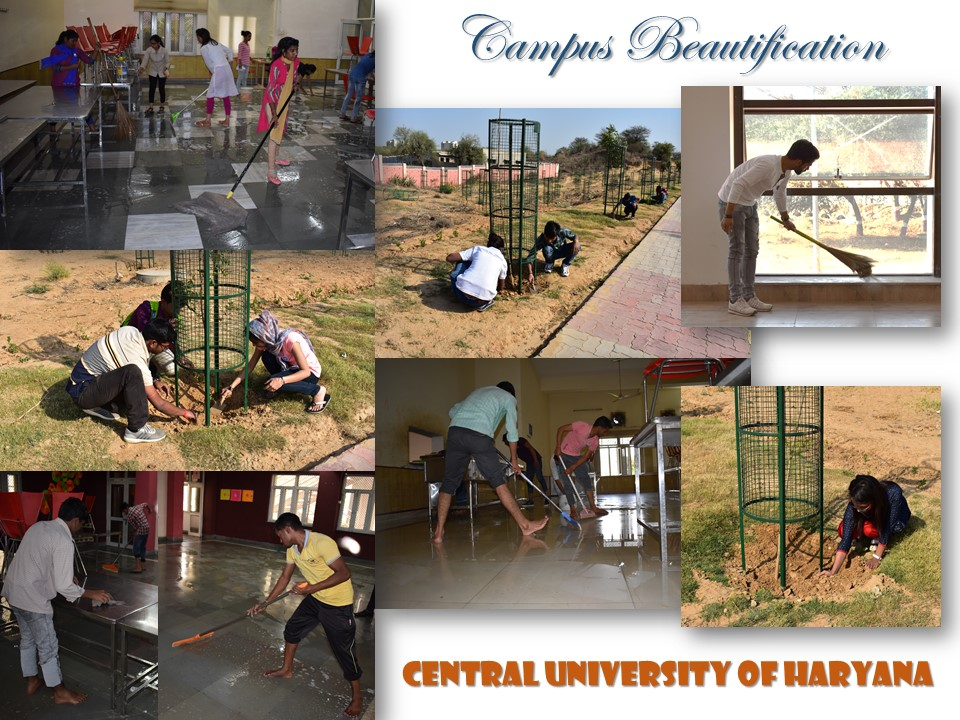 Campus Beautification
CENTRAL UNIVERSITY OF HARYANA